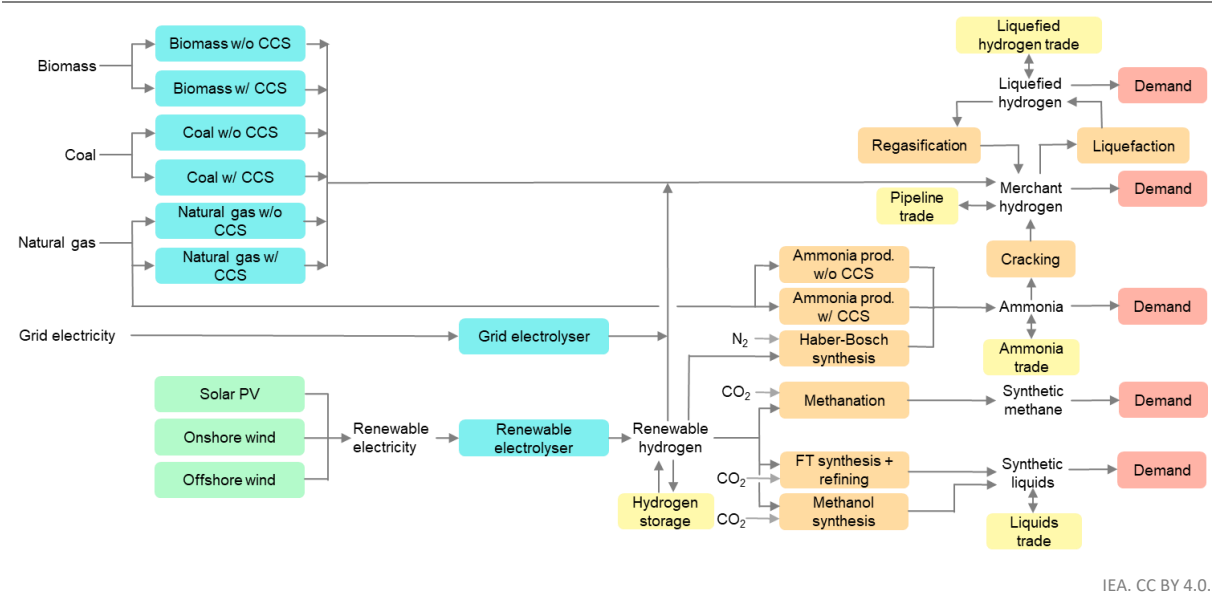 Biomass
Biomass w/o CCS
Biomass w/ CCS
Coal
Coal w/o CCS
Coal w/ CCS
Natural gas
Natural gas w/o
CCS
Natural gas w/
CCS
Grid electricity
Grid electrolyser
Solar PV
Onshore wind
Offshore wind
Renewable
electricity
Renewable
electrolyser
Renewable
hydrogen
Hydrogen
storage
Ammonia prod.
w/o CCS
Ammonia prod.
w/ CCS
N₂
Haber-Bosch
synthesis
CO₂
Methanation
FT synthesis +
refining
CO₂
Methanol
synthesis
CO₂
Liquefied
hydrogen trade
Liquefied
hydrogen
Demand
Regasification
Liquefaction
Merchant
hydrogen
Demand
Pipeline
trade
Cracking
Ammonia
Demand
Ammonia
trade
Synthetic
methane
Demand
Synthetic
liquids
Demand
Liquids
trade
IEA. CC BY 4.0.